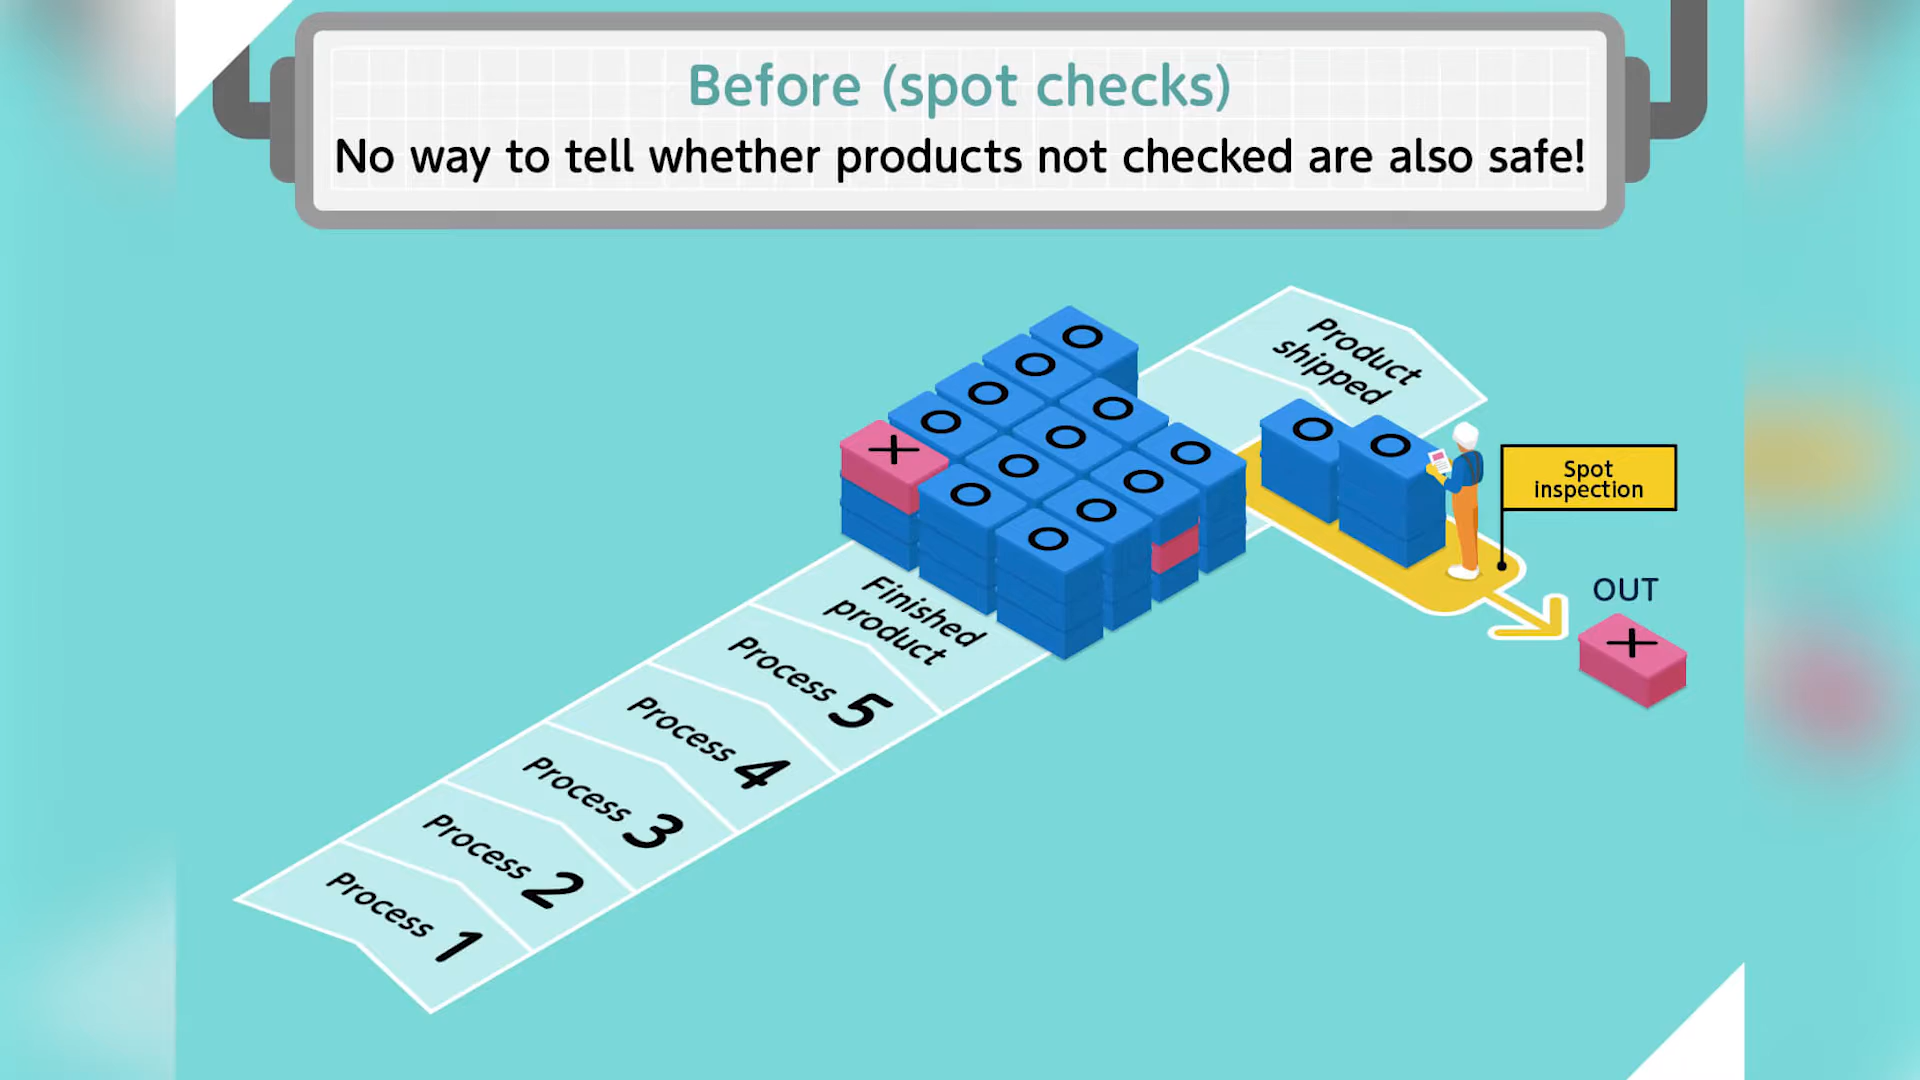 Before (spot checks)
No way to tell whether products not checked are also safe!
Product
shipped
Spot
inspection
OUT
Finished
product
Process 5
Process 4
Process 3
Process 2
Process 1